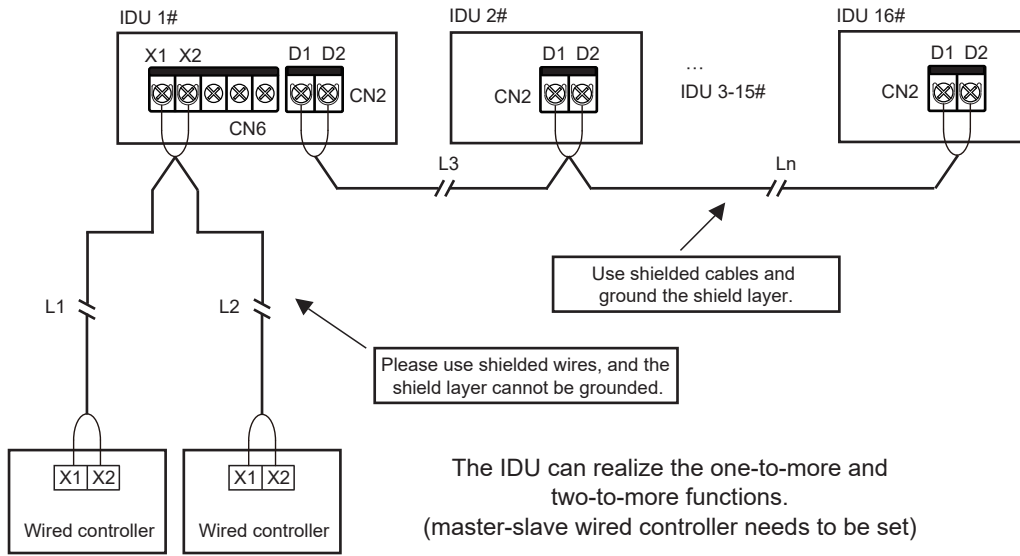 IDU 1#
IDU 2#
IDU 16#
X1 X2
D1 D2
CN2
CN6
D1 D2
CN2
...
IDU 3-15#
D1 D2
CN2
L3
Ln
Use shielded cables and
ground the shield layer.
L1
L2
Please use shielded wires, and the
shield layer cannot be grounded.
X1 X2
Wired controller
X1 X2
Wired controller
The IDU can realize the one-to-more and
two-to-more functions.
(master-slave wired controller needs to be set)